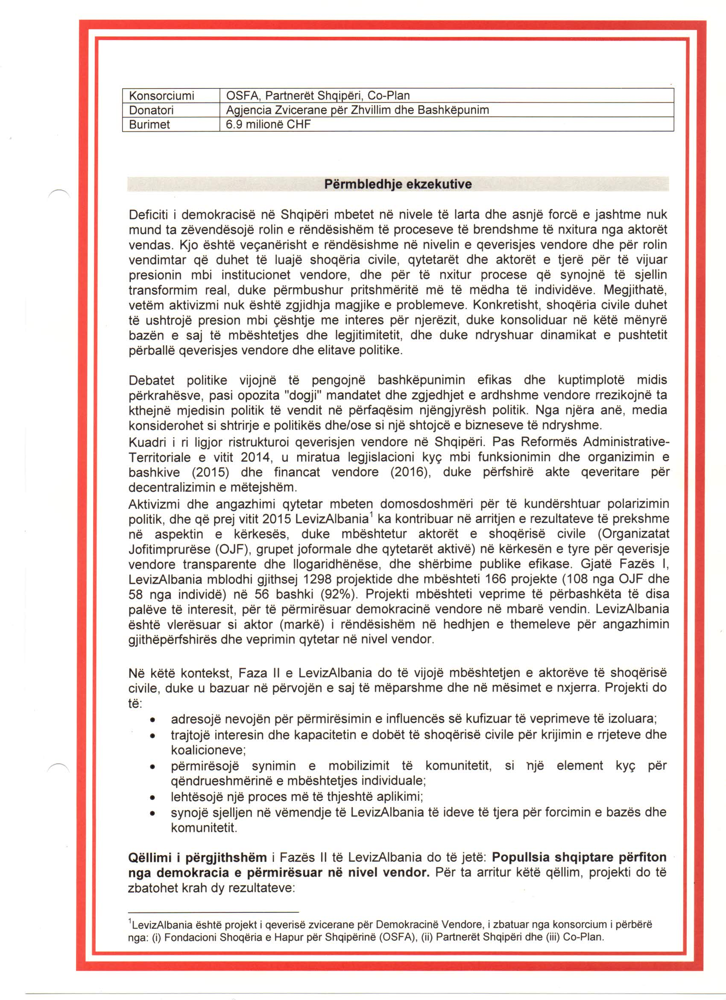 Konsorciumi OSFA, Partnerët Shqipëri, Co-Plan
Donatori Agjencia Zvicerane për Zhvillim dhe Bashkëpunim
Burimet 6.9 milionë CHF
Përmbledhje ekzekutive
Deficiti i demokracisë në Shqipëri mbetet në nivele të larta dhe asnjë forcë e jashtme nuk
mund ta zëvendësojë rolin e rëndësishëm të proceseve të brendshme të nxitura nga aktorët
vendas. Kjo është veçanërisht e rëndësishme në nivelin e qeverisjes vendore dhe për rolin
vendimtar që duhet të luajë shoqëria civile, qytetarët dhe aktorët e tjerë për të vijuar
presionin mbi institucionet vendore, dhe për të nxitur procese që synojnë të sjellin
transformim real, duke përmbushur pritshmëritë më të mëdha të individëve. Megjithatë,
vetëm aktivizmi nuk është zgjidhja magjike e problemeve. Konkretisht, shoqëria civile duhet
të ushtrojë presion mbi çështje me interes për njerëzit, duke konsoliduar në këtë mënyrë
bazën e saj të mbështetjes dhe legjitimitetit, dhe duke ndryshuar dinamikat e pushtetit
përballë qeverisjes vendore dhe elitave politike.
Debatet politike vijojnë të pengojnë bashkëpunimin efikas dhe kuptimplotë midis
përkrahësve, pasi opozita "dogji" mandatet dhe zgjedhjet e ardhshme vendore rrezikojnë ta
kthejnë mjedisin politik të vendit në përfaqësim njëngjyrësh politik. Nga njëra anë, media
konsiderohet si shtrirje e politikës dhe/ose si një shtojcë e bizneseve të ndryshme.
Kuadri i ri ligjor ristrukturoi qeverisjen vendore në Shqipëri. Pas Reformës Administrative-
Territoriale e vitit 2014, u miratua legjislacioni kyç mbi funksionimin dhe organizimin e
bashkive (2015) dhe financat vendore (2016), duke përfshirë akte qeveritare për
decentralizimin e mëtejshëm.
Aktivizmi dhe angazhimi qytetar mbeten domosdoshmëri për të kundërshtuar polarizimin
politik, dhe që prej vitit 2015 LevizAlbania¹ ka kontribuar në arritjen e rezultateve të prekshme
në aspektin e kërkesës, duke mbështetur aktorët e shoqërisë civile (Organizatat
Jofitimprurëse (OJF), grupet joformale dhe qytetarët aktivë) në kërkesën e tyre për qeverisje
vendore transparente dhe llogaridhënëse, dhe shërbime publike efikase. Gjatë Fazës I,
LevizAlbania mblodhi gjithsej 1298 projektide dhe mbështeti 166 projekte (108 nga OJF dhe
58 nga individë) në 56 bashki (92%). Projekti mbështeti veprime të përbashkëta të disa
palëve të interesit, për të përmirësuar demokracinë vendore në mbarë vendin. LevizAlbania
është vlerësuar si aktor (markë) i rëndësishëm në hedhjen e themeleve për angazhimin
gjithëpërfshirës dhe veprimin qytetar në nivel vendor.
Në këtë kontekst, Faza II e LevizAlbania do të vijojë mbështetjen e aktorëve të shoqërisë
civile, duke u bazuar në përvojën e saj të mëparshme dhe në mësimet e nxjerra. Projekti do
të:
• adresojë nevojën për përmirësimin e influencës së kufizuar të veprimeve të izoluara;
• trajtojë interesin dhe kapacitetin e dobët të shoqërisë civile për krijimin e rrjeteve dhe
koalicioneve;
• përmirësojë synimin e mobilizimit të komunitetit, si një element kyç për
qëndrueshmërinë e mbështetjes individuale;
• lehtësojë një proces më të thjeshtë aplikimi;
• synojë sjelljen në vëmendje të LevizAlbania të ideve të tjera për forcimin e bazës dhe
komunitetit.
Qëllimi i përgjithshëm i Fazës II të LevizAlbania do të jetë: Popullsia shqiptare përfiton
nga demokracia e përmirësuar në nivel vendor. Për ta arritur këtë qëllim, projekti do të
zbatohet krah dy rezultateve:
¹LevizAlbania është projekt i qeverisë zvicerane për Demokracinë Vendore, i zbatuar nga konsorcium i përbërë
nga: (i) Fondacioni Shoqëria e Hapur për Shqipërinë (OSFA), (ii) Partnerët Shqipëri dhe (iii) Co-Plan.